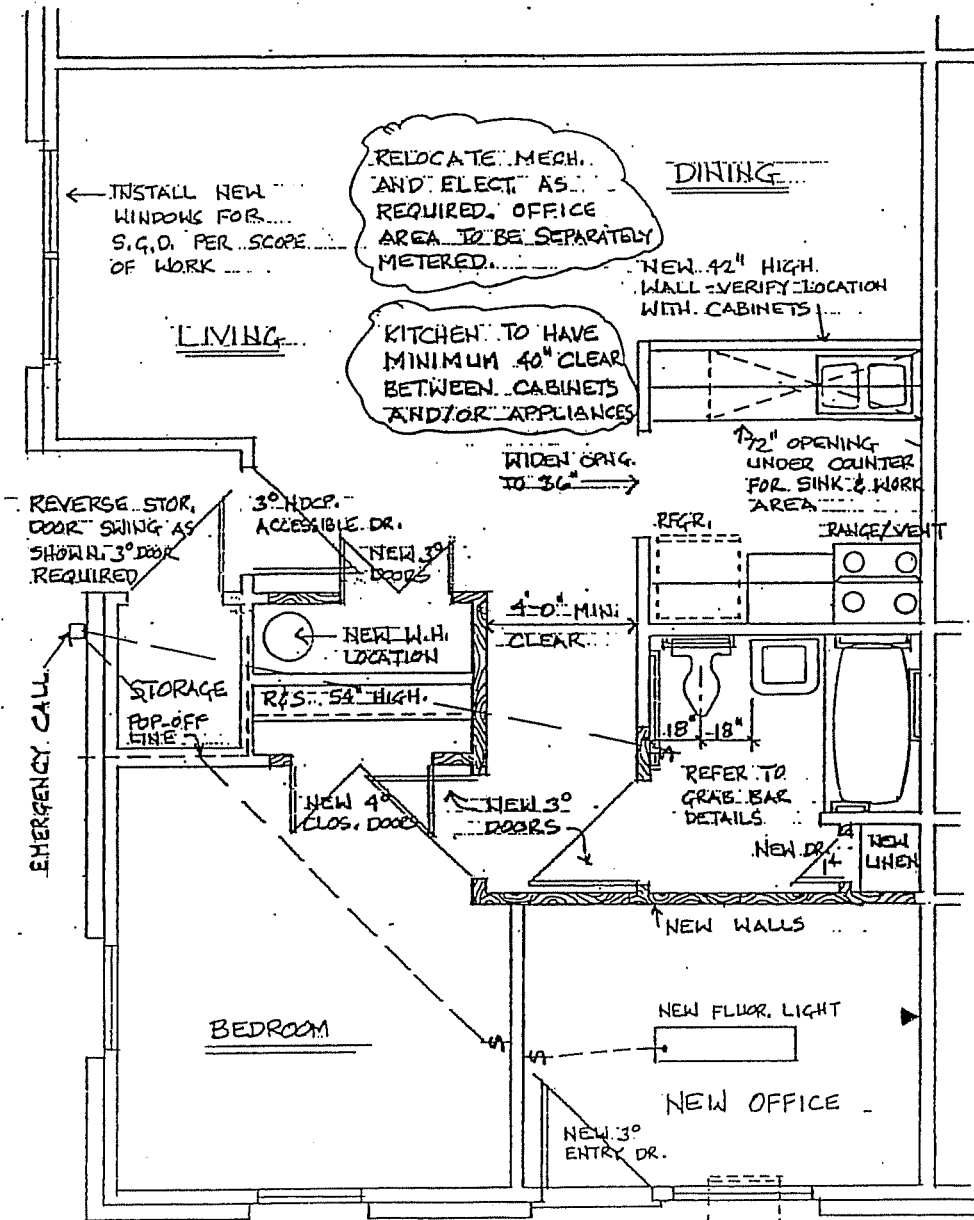 RELOCATE MECH.
AND ELECT. AS
REQUIRED. OFFICE
AREA TO BE SEPARATELY
METERED.
DINING
INSTALL NEW
WINDOWS FOR
S.G.D. PER SCOPE
OF WORK
NEW 42" HIGH
WALL-VERIFY LOCATION
WITH CABINETS
LIVING
KITCHEN TO HAVE
MINIMUM 40" CLEAR
BETWEEN CABINETS
AND/OR APPLIANCES
WIDEN OPNG.
TO 36"
72" OPENING
UNDER COUNTER
FOR SINK & WORK
AREA
REVERSE STOR.
DOOR SWING AS
SHOWN. 3° DOOR
REQUIRED
3° HDCP.
ACCESSIBLE DR.
NEW 3°
DOORS
RFGR.
RANGE/VENT
4'-0" MINI.
CLEAR
NEW W.H.
LOCATION
EMERGENCY CALL
STORAGE
R&S 54" HIGH.
POP-OFF
LINE
18" 18"
REFER TO
GRAB BAR
DETAILS
NEW 4°
CLOS. DOORS
NEW 3°
DOORS
NEW DR.
NEW
LINEN
NEW WALLS
BEDROOM
NEW FLUOR. LIGHT
NEW OFFICE
NEW 3°
ENTRY DR.